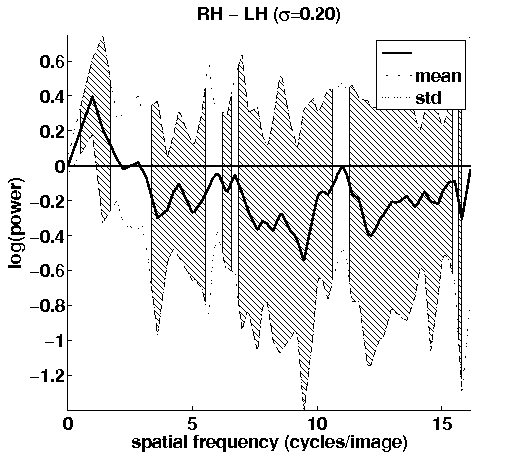 RH − LH (σ=0.20)
mean
std
0.6
0.4
0.2
0
−0.2
−0.4
−0.6
−0.8
−1
−1.2
log(power)
0 5 10 15
spatial frequency (cycles/image)